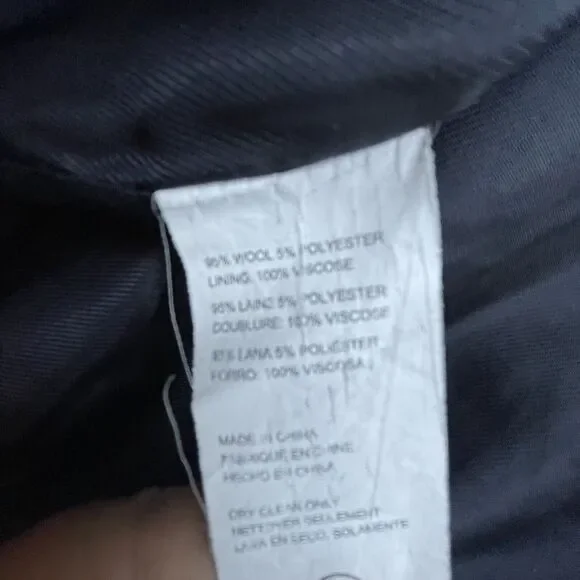 95% WOOL 5% POLYESTER
LINING: 100% VISCOSE
95% LAINE 5% POLYESTER
DOUBLURE: 100% VISCOSE
95% LANA 5% POLIÉSTER
FORRO: 100% VISCOSA
MADE IN CHINA
FABRIQUE EN CHINE
HECHO EN CHINA
DRY CLEAN ONLY
NETTOYER SEULEMENT
LAVA EN SECO, SOLAMENTE